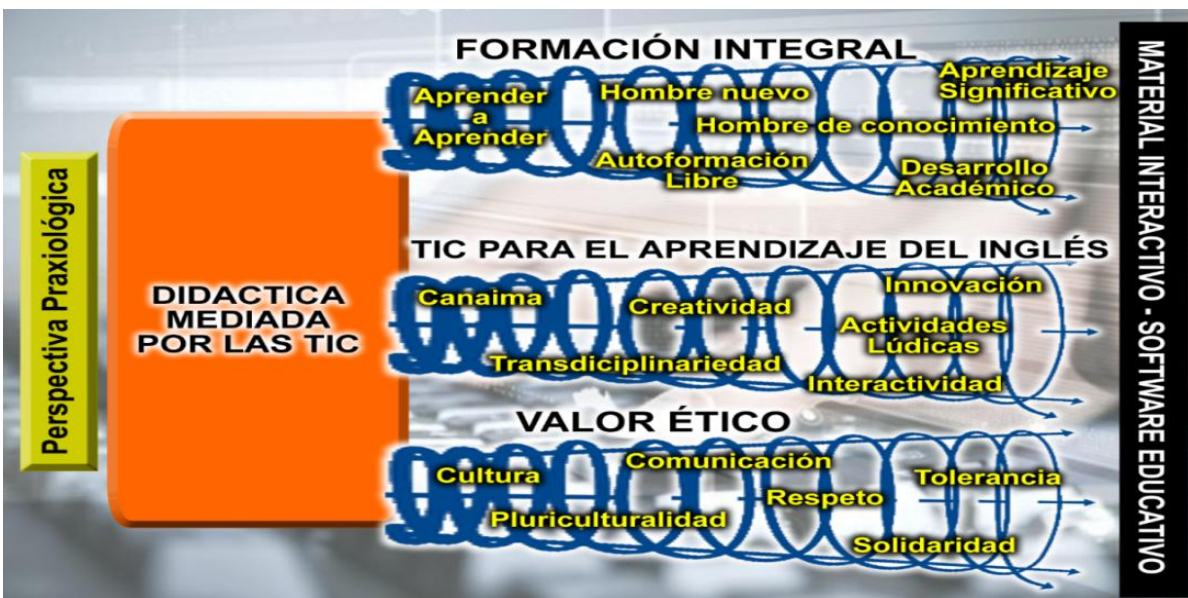 Perspectiva Praxiológica
DIDACTICA
MEDIADA
POR LAS TIC
FORMACIÓN INTEGRAL
Aprender
a
Aprender
Hombre nuevo
Aprendizaje
Significativo
Hombre de conocimiento
Autoformación
Libre
Desarrollo
Académico
TIC PARA EL APRENDIZAJE DEL INGLÉS
Canaima
Creatividad
Innovación
Actividades
Lúdicas
Transdiciplinariedad
Interactividad
VALOR ÉTICO
Cultura
Comunicación
Tolerancia
Respeto
Pluriculturalidad
Solidaridad
MATERIAL INTERACTIVO - SOFTWARE EDUCATIVO